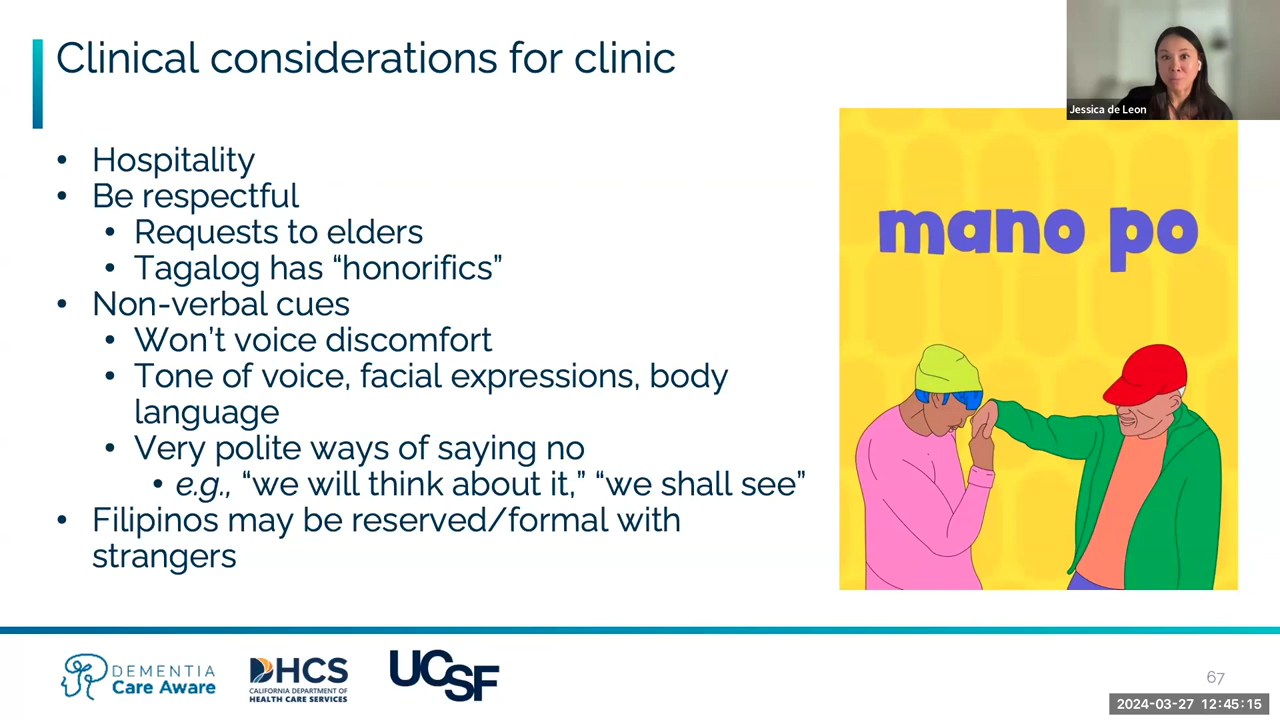 Clinical considerations for clinic
Jessica de Leon
• Hospitality
• Be respectful
• Requests to elders
• Tagalog has “honorifics”
• Non-verbal cues
• Won’t voice discomfort
• Tone of voice, facial expressions, body
language
• Very polite ways of saying no
• e.g., “we will think about it,” “we shall see”
• Filipinos may be reserved/formal with
strangers
mano po
DEMENTIA
Care Aware
DHCS
CALIFORNIA DEPARTMENT OF
HEALTH CARE SERVICES
UCSF
67
2024-03-27 12:45:15